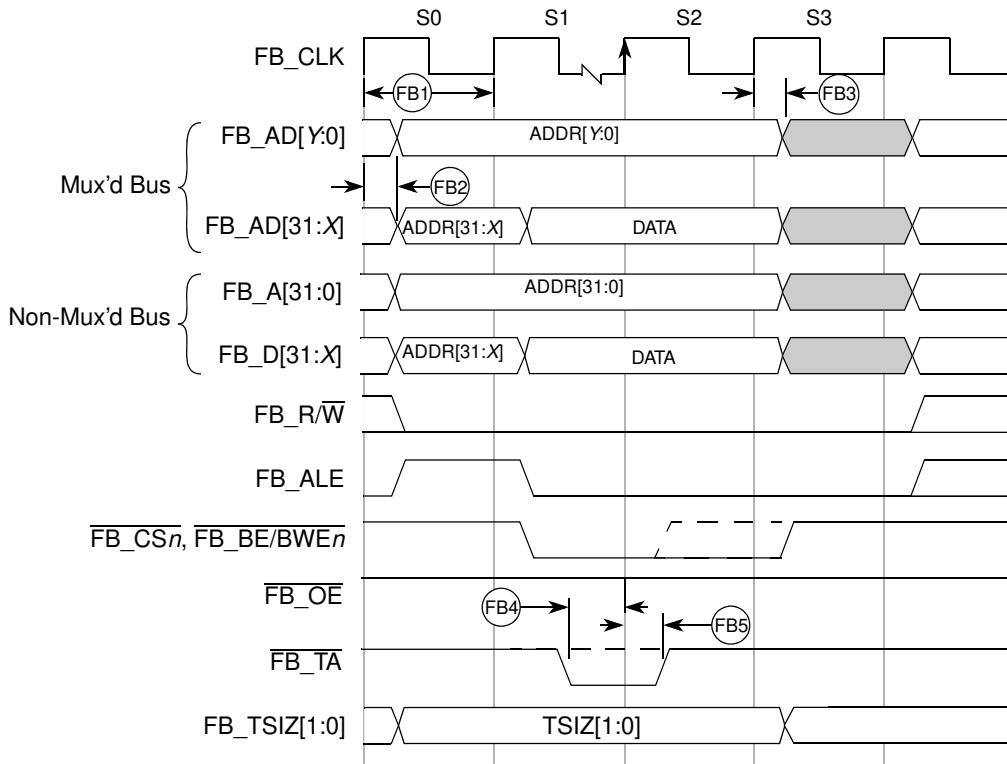 S0 S1 S2 S3
FB_CLK
FB1 FB3
FB_AD[Y:0] ADDR[Y:0]
Mux'd Bus FB2
FB_AD[31:X] ADDR[31:X] DATA
FB_A[31:0] ADDR[31:0]
Non-Mux'd Bus
FB_D[31:X] ADDR[31:X] DATA
FB_R/W
FB_ALE
FB_CSn, FB_BE/BWEn
FB_OE
FB4 FB5
FB_TA
FB_TSIZ[1:0] TSIZ[1:0]